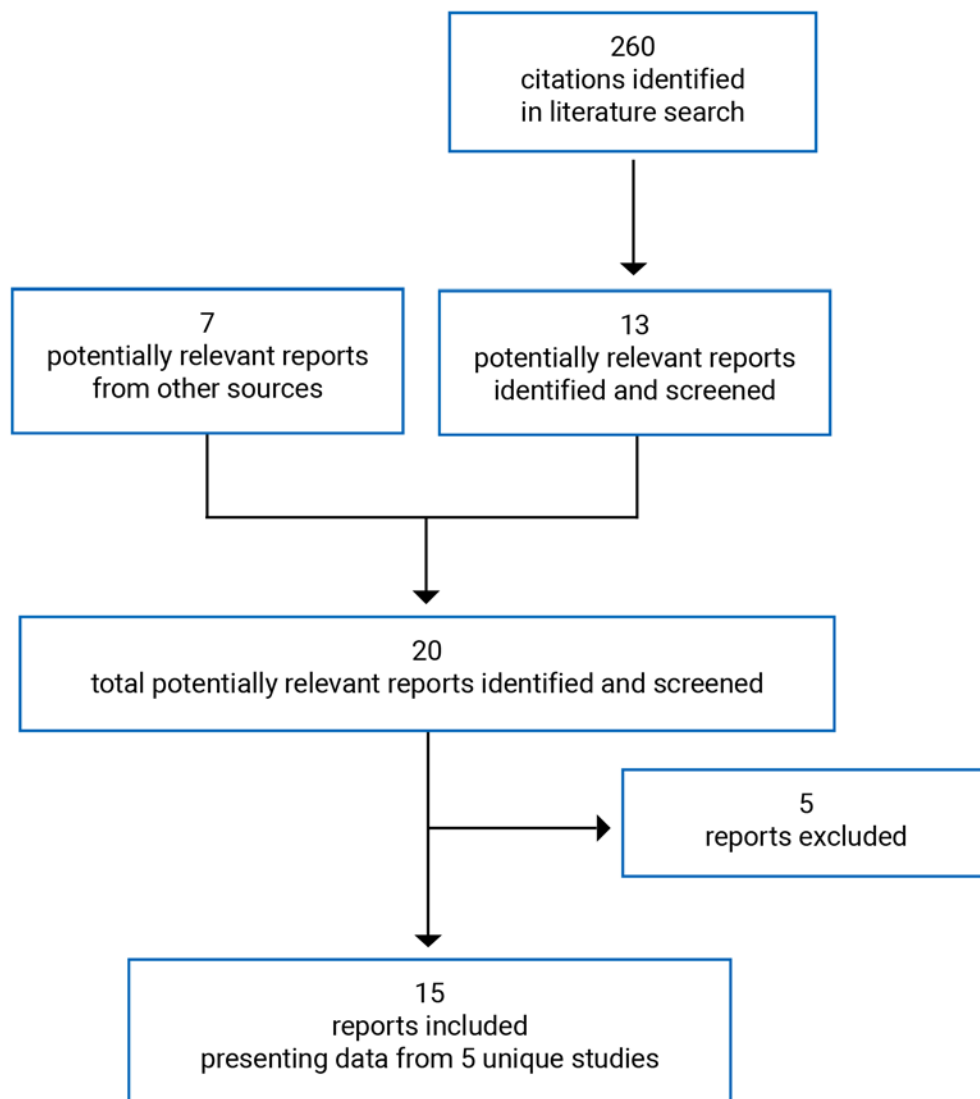 260
citations identified
in literature search
7
potentially relevant reports
from other sources
13
potentially relevant reports
identified and screened
20
total potentially relevant reports identified and screened
5
reports excluded
15
reports included
presenting data from 5 unique studies